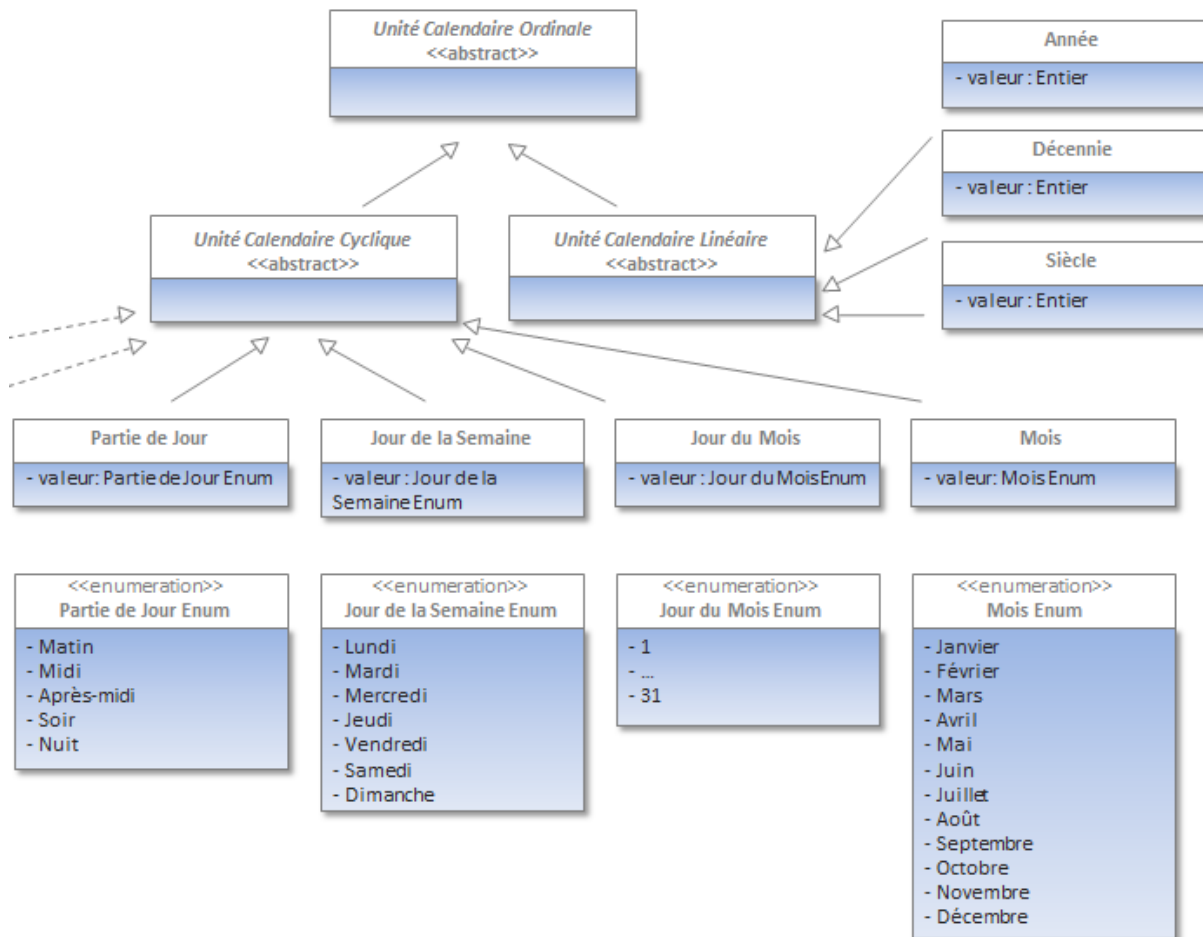 Unité Calendaire Ordinale
<<abstract>>
Année
- valeur : Entier
Décennie
- valeur : Entier
Siècle
- valeur : Entier
Unité Calendaire Cyclique
<<abstract>>
Unité Calendaire Linéaire
<<abstract>>
Partie de Jour
- valeur: Partie de Jour Enum
Jour de la Semaine
- valeur : Jour de la
Semaine Enum
Jour du Mois
- valeur : Jour du Mois Enum
Mois
- valeur: Mois Enum
<<enumeration>>
Partie de Jour Enum
- Matin
- Midi
- Après-midi
- Soir
- Nuit
<<enumeration>>
Jour de la Semaine Enum
- Lundi
- Mardi
- Mercredi
- Jeudi
- Vendredi
- Samedi
- Dimanche
<<enumeration>>
Jour du Mois Enum
- 1
- ...
- 31
<<enumeration>>
Mois Enum
- Janvier
- Février
- Mars
- Avril
- Mai
- Juin
- Juillet
- Août
- Septembre
- Octobre
- Novembre
- Décembre